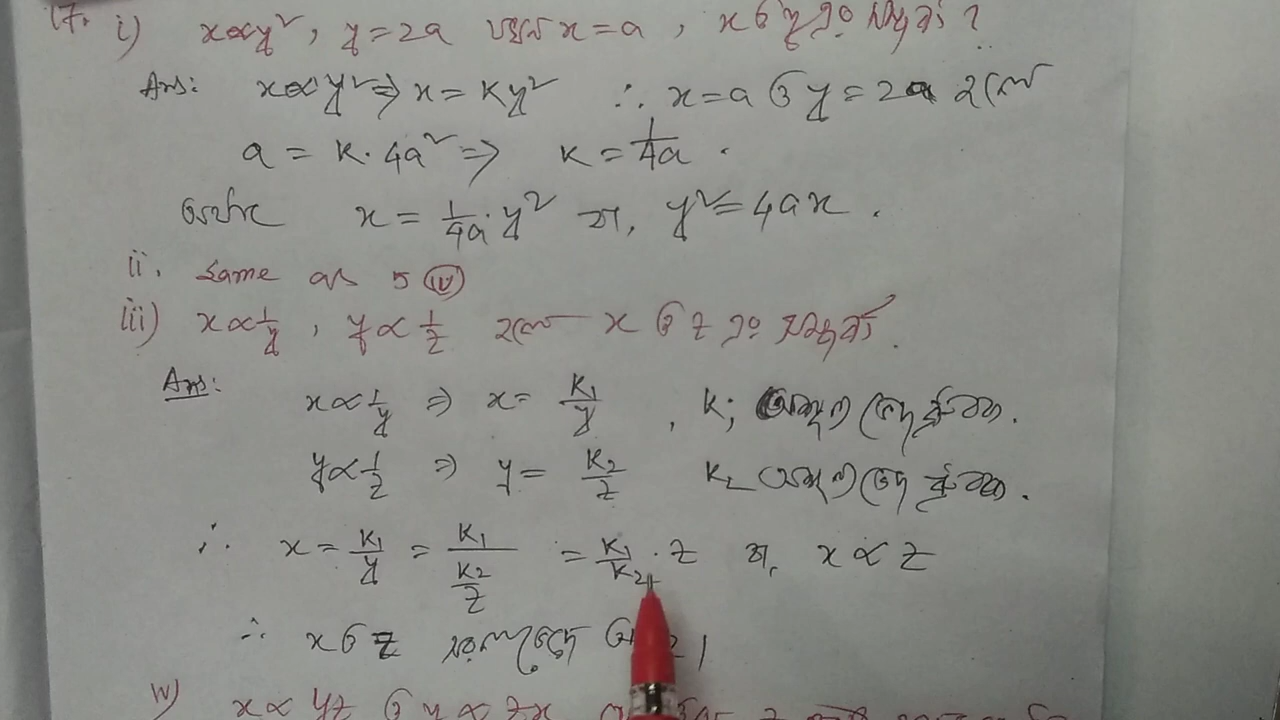 17. i) x∝y², y=2a যখন x=a, x ও y এর সম্পর্ক ?
Ans: x∝y² ⇒ x = Ky² ∴ x=a ও y=2a হলে
a = K·4a² ⇒ K = 1/4a .
x = 1/4a · y² বা, y² = 4ax .
ii. Same as 5 (iv)
iii) x∝1/y , y∝1/z হলে x ও z এর সম্পর্ক .
Ans: x∝1/y ⇒ x = K₁/y , K₁ অশূন্য ভেদ ধ্রুবক .
y∝1/z ⇒ y = K₂/z K₂ অশূন্য ভেদ ধ্রুবক .
∴ x = K₁/y = K₁/(K₂/z) = K₁/K₂ · z বা, x ∝ z
∴ x ও z সরলভেদে
iv) x∝ yz ও y ∝ zx